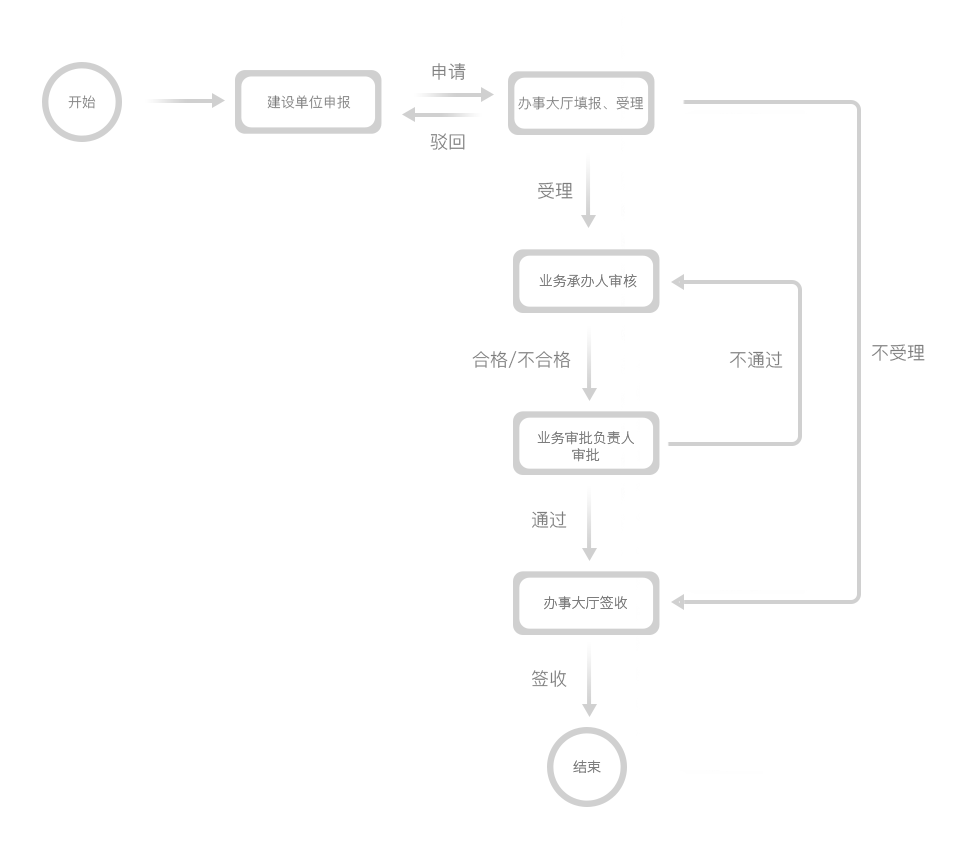 开始
建设单位申报
申请
驳回
办事大厅填报、受理
受理
业务承办人审核
合格/不合格
不通过
不受理
业务审批负责人
审批
通过
办事大厅签收
签收
结束